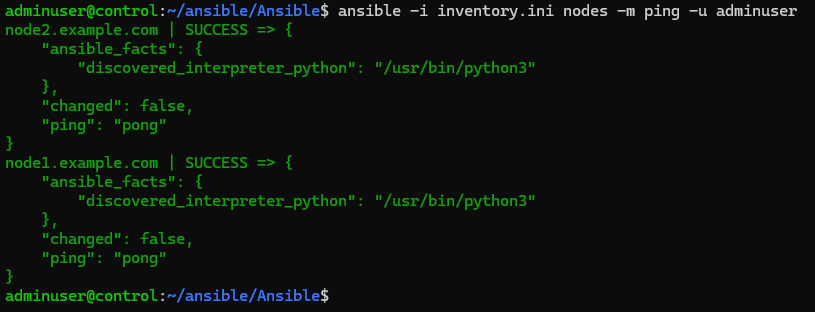 adminuser@control:~/ansible/Ansible$ ansible -i inventory.ini nodes -m ping -u adminuser
node2.example.com | SUCCESS => {
    "ansible_facts": {
        "discovered_interpreter_python": "/usr/bin/python3"
    },
    "changed": false,
    "ping": "pong"
}
node1.example.com | SUCCESS => {
    "ansible_facts": {
        "discovered_interpreter_python": "/usr/bin/python3"
    },
    "changed": false,
    "ping": "pong"
}
adminuser@control:~/ansible/Ansible$